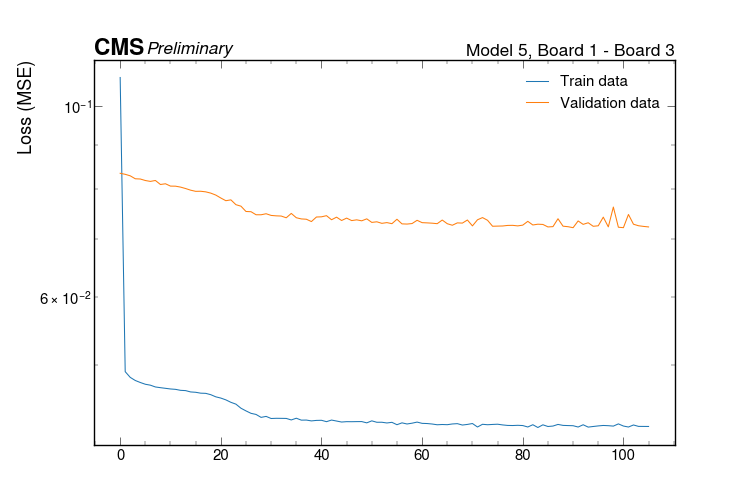 CMS Preliminary
Model 5, Board 1 - Board 3
Loss (MSE)
Train data
Validation data
10⁻¹
6 × 10⁻²
0 20 40 60 80 100